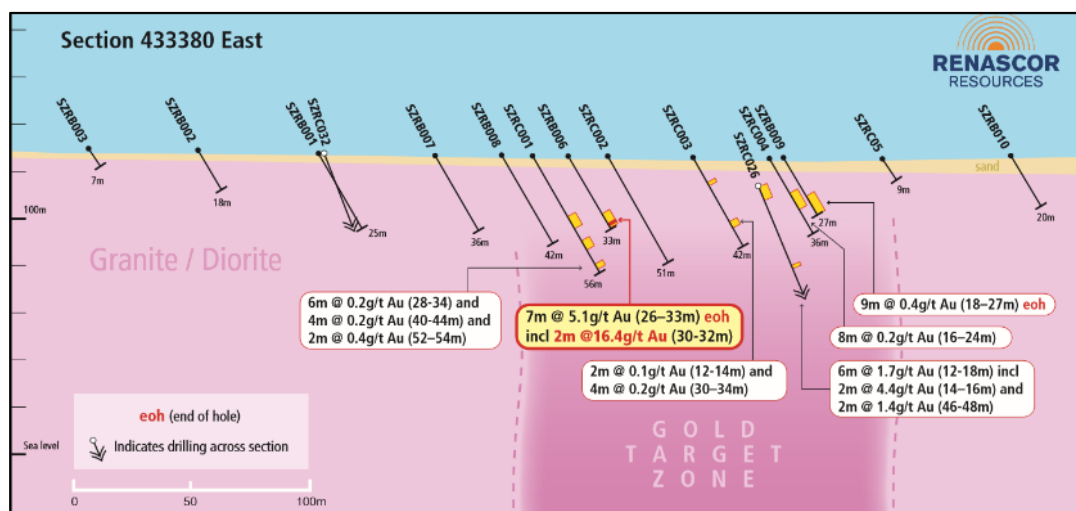 Section 433380 East
RENASCOR
RESOURCES
SZRB003
SZRB002
SZRB001
SZRC032
SZRB007
SZRB008
SZRC001
SZRB006
SZRC002
SZRC003
SZRC026
SZRC004
SZRB009
SZRC05
SZRB010
sand
7m
18m
25m
36m
42m
56m
33m
51m
42m
36m
27m
9m
20m
100m
Granite / Diorite
6m @ 0.2g/t Au (28-34) and
4m @ 0.2g/t Au (40-44m) and
2m @ 0.4g/t Au (52–54m)
7m @ 5.1g/t Au (26–33m) eoh
incl 2m @16.4g/t Au (30-32m)
2m @ 0.1g/t Au (12-14m) and
4m @ 0.2g/t Au (30–34m)
9m @ 0.4g/t Au (18–27m) eoh
8m @ 0.2g/t Au (16–24m)
6m @ 1.7g/t Au (12-18m) incl
2m @ 4.4g/t Au (14–16m) and
2m @ 1.4g/t Au (46-48m)
GOLD
TARGET
ZONE
eoh (end of hole)
Indicates drilling across section
Sea level
0 50 100m